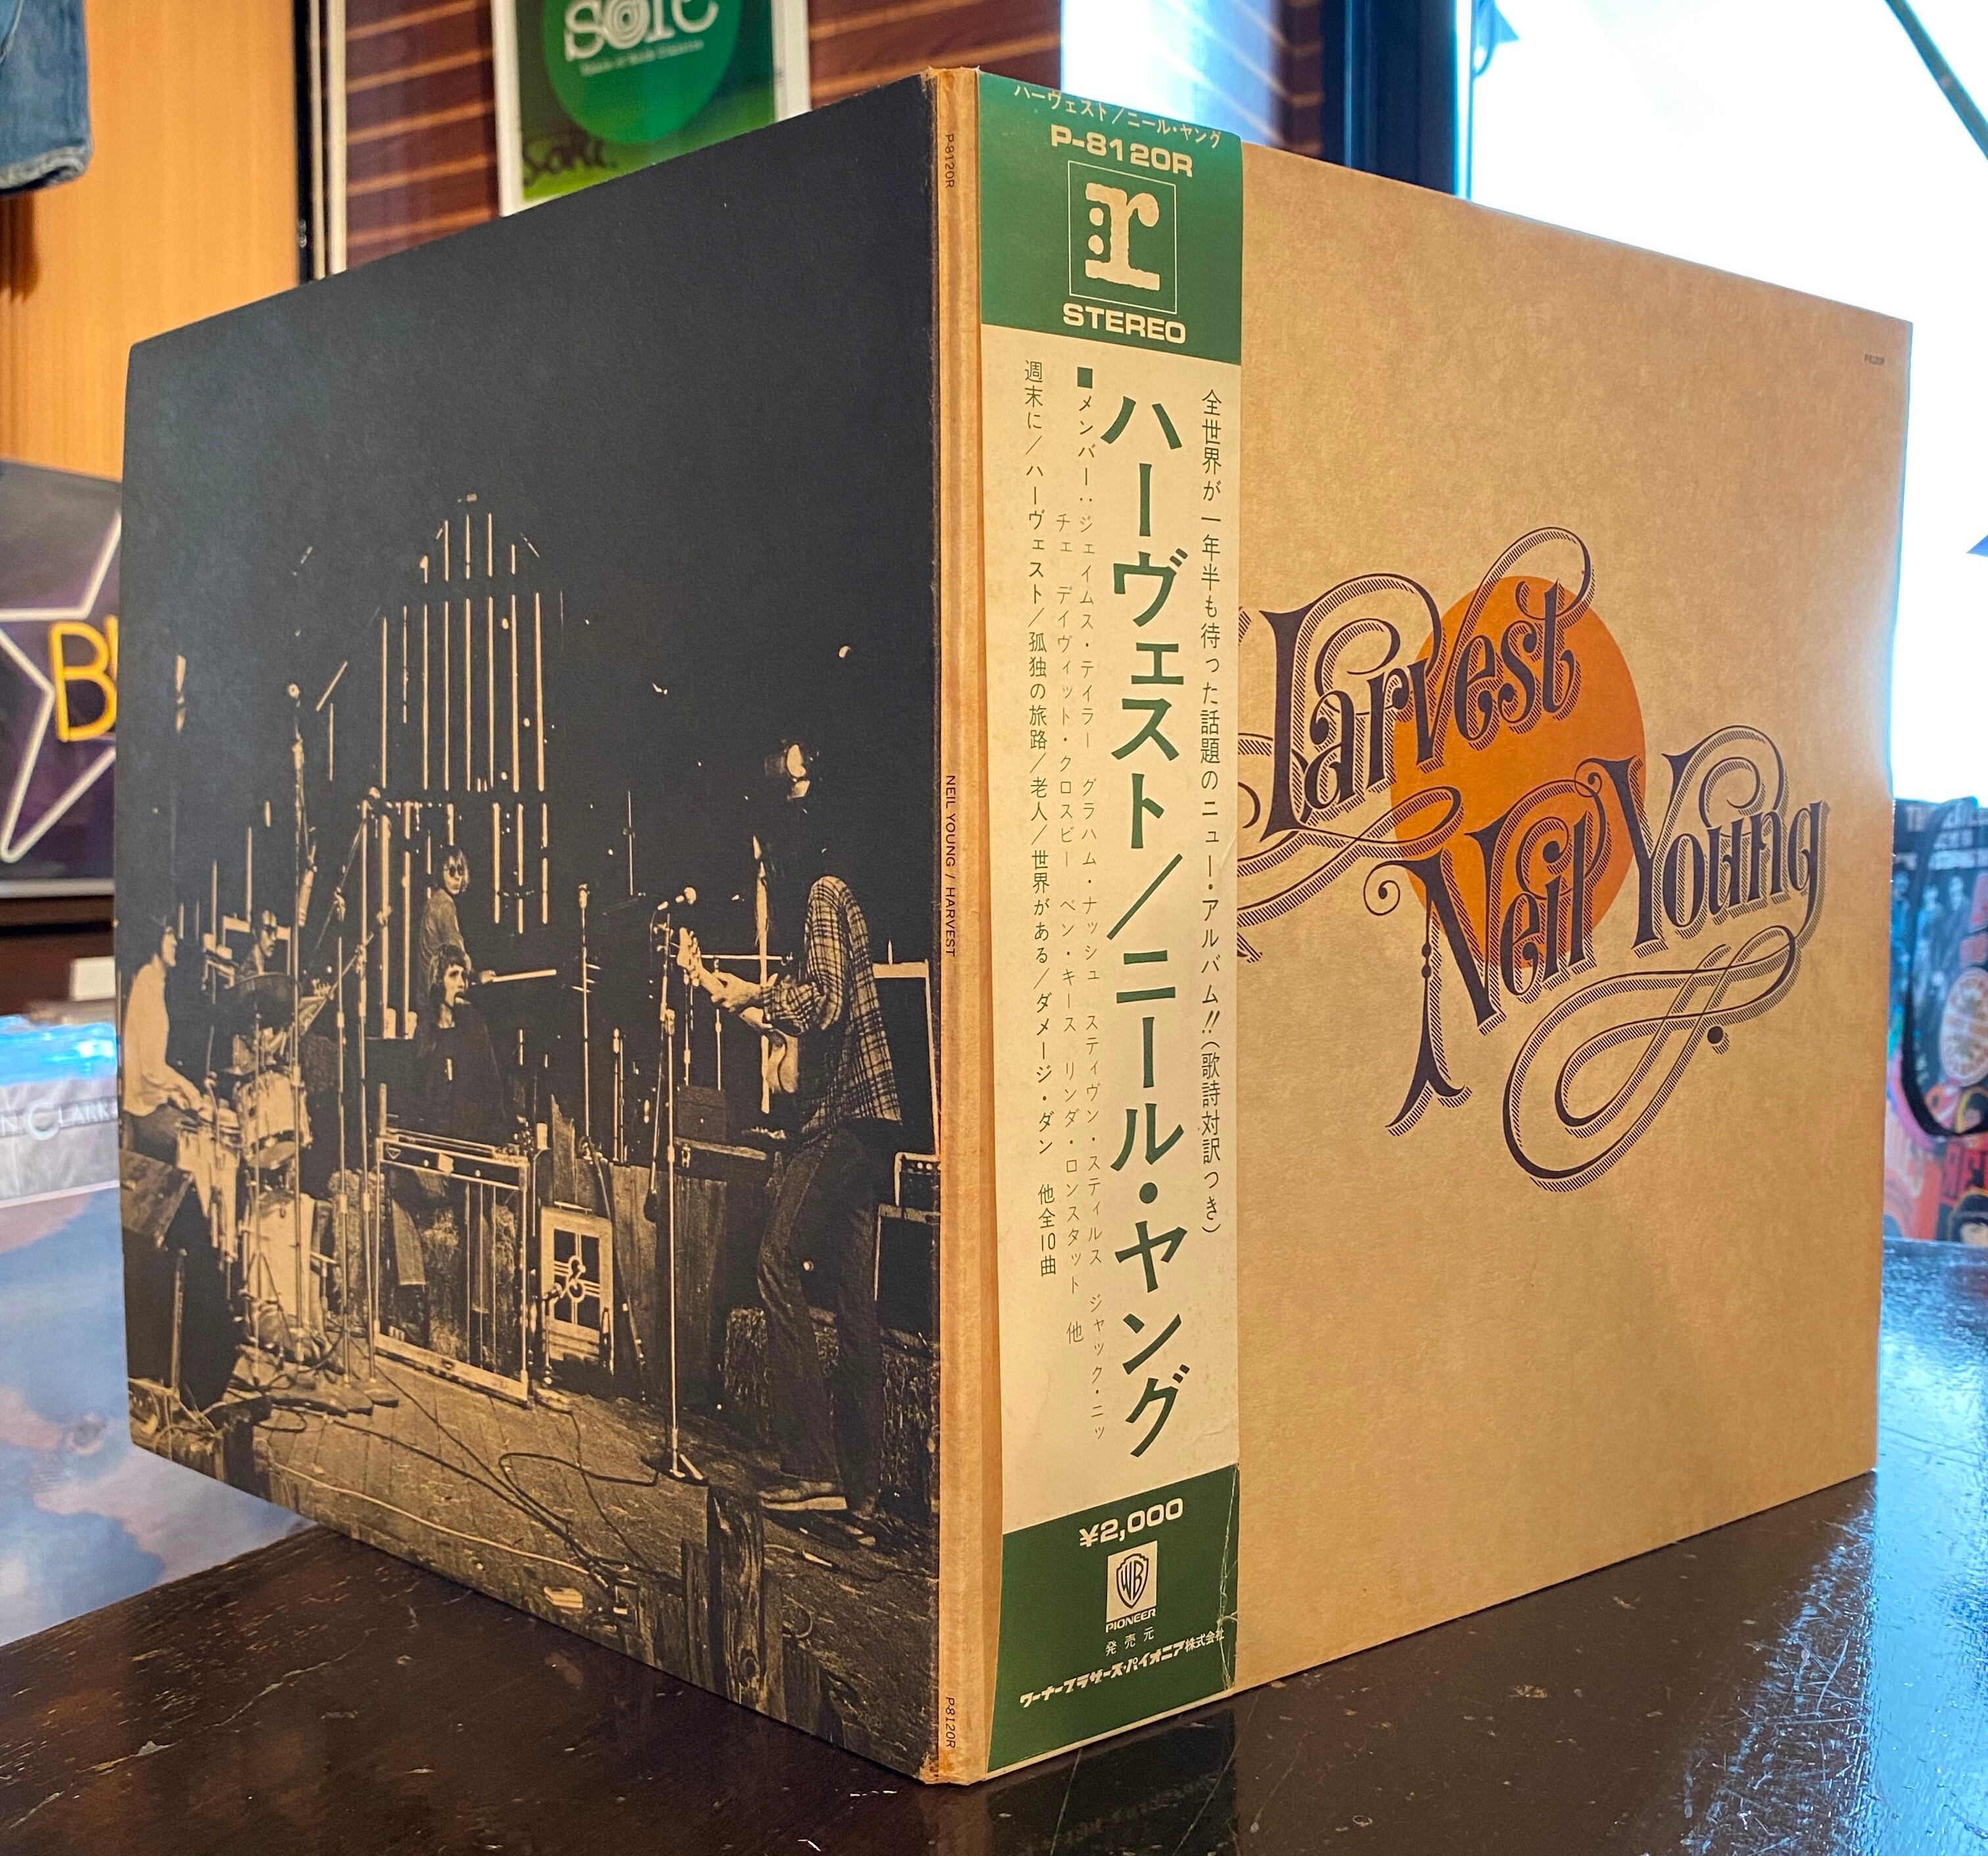 sare
P-8120R
NEIL YOUNG / HARVEST
P-8120R
ハーヴェスト/ニール・ヤング
P-8120R
r
STEREO
全世界が一年半も待った話題のニュー・アルバム!!(歌詩対訳つき)
ハーヴェスト/ニール・ヤング
■メンバー:ジェイムス・テイラー グラハム・ナッシュ スティヴン・スティルス ジャック・ニッ
チェ デイヴィット・クロスビー ベン・キース リンダ・ロンスタット 他
週末に/ハーヴェスト/孤独の旅路/老人/世界がある/ダメージ・ダン 他全10曲
¥2,000
WB
PIONEER
発売元
ワーナーブラザーズ・パイオニア株式会社
P-8120R
Harvest
Neil Young
B
N CLARK